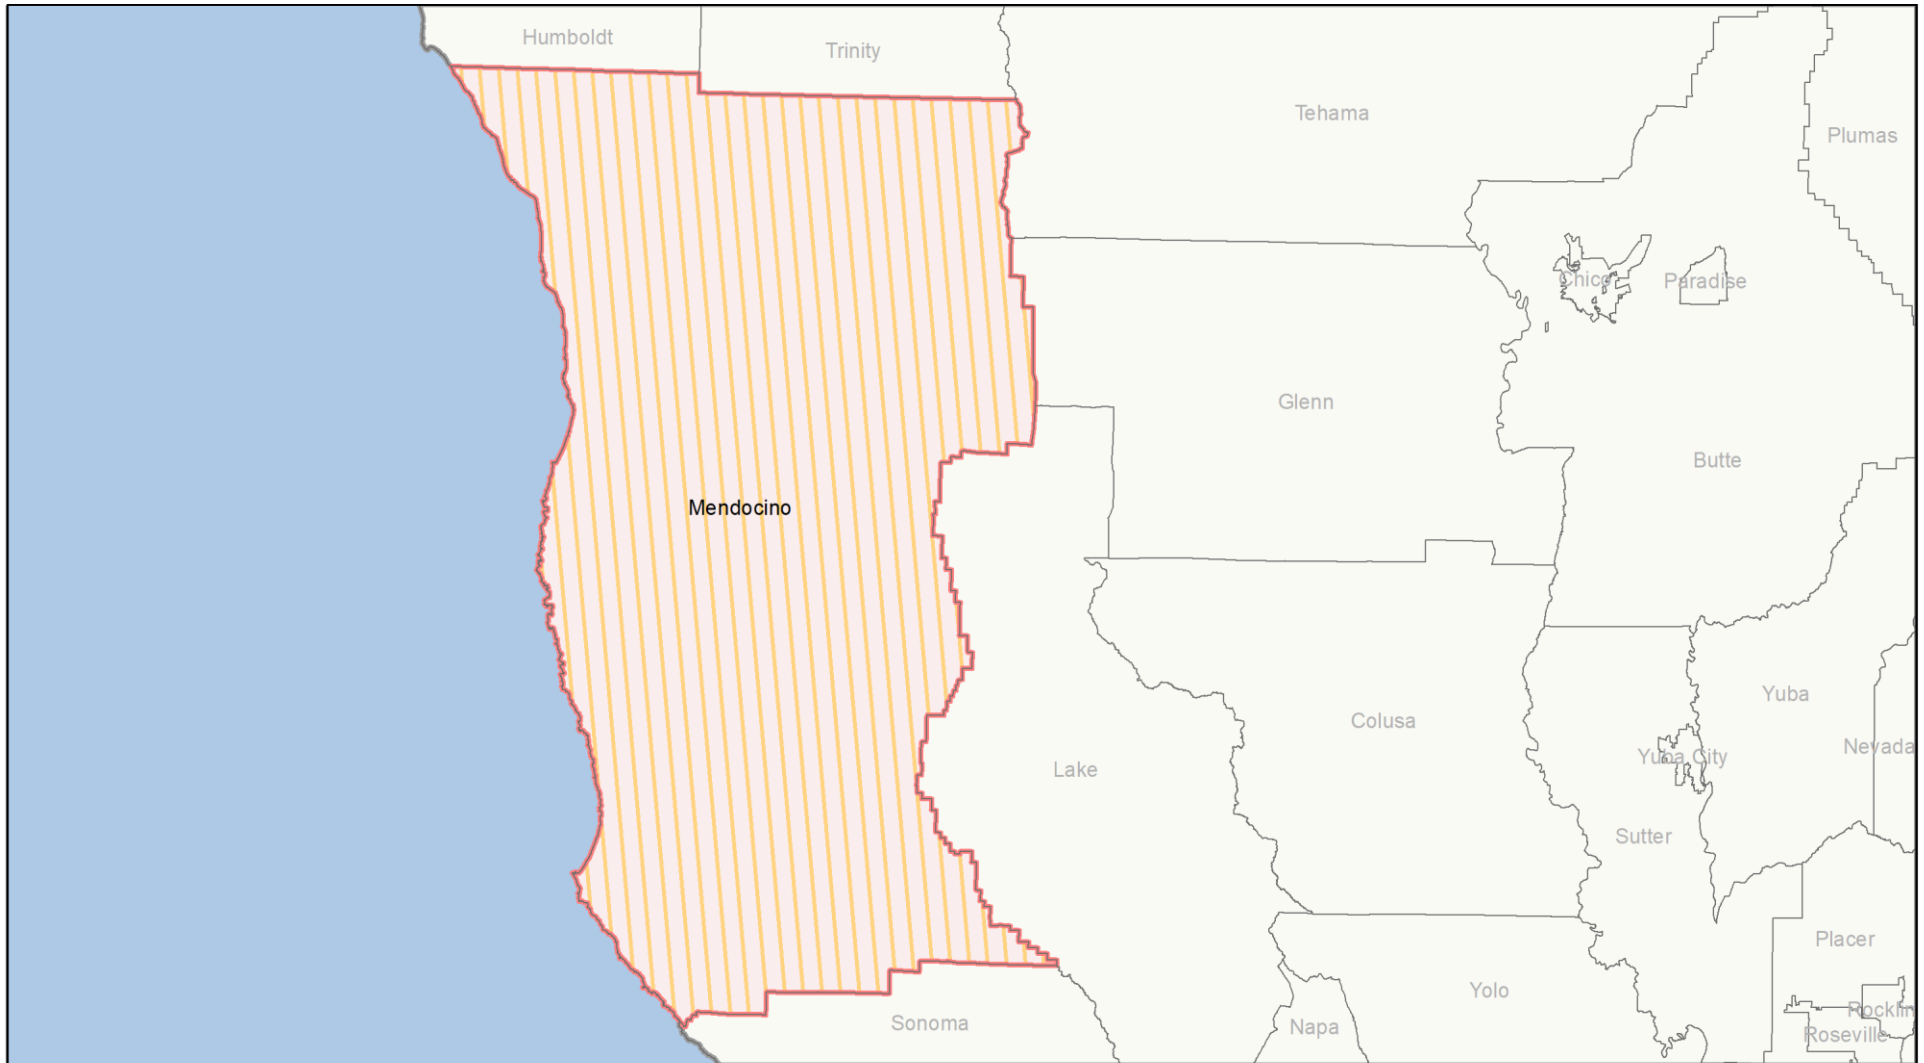 Humboldt
Trinity
Tehama
Plumas
Chico
Paradise
Glenn
Butte
Mendocino
Yuba
Colusa
Nevada
Yuba City
Lake
Sutter
Placer
Yolo
Rocklin
Sonoma
Napa
Roseville